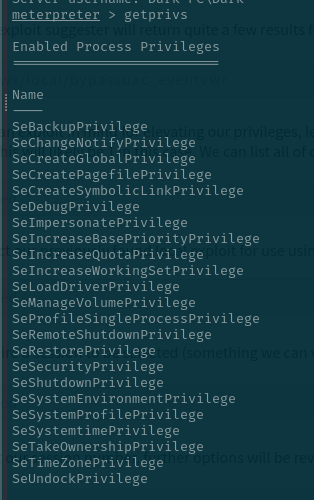 Server username: Dark-PC\Dark
meterpreter > getprivs
Enabled Process Privileges
==========================
Name
----
SeBackupPrivilege
SeChangeNotifyPrivilege
SeCreateGlobalPrivilege
SeCreatePagefilePrivilege
SeCreateSymbolicLinkPrivilege
SeDebugPrivilege
SeImpersonatePrivilege
SeIncreaseBasePriorityPrivilege
SeIncreaseQuotaPrivilege
SeIncreaseWorkingSetPrivilege
SeLoadDriverPrivilege
SeManageVolumePrivilege
SeProfileSingleProcessPrivilege
SeRemoteShutdownPrivilege
SeRestorePrivilege
SeSecurityPrivilege
SeShutdownPrivilege
SeSystemEnvironmentPrivilege
SeSystemProfilePrivilege
SeSystemtimePrivilege
SeTakeOwnershipPrivilege
SeTimeZonePrivilege
SeUndockPrivilege